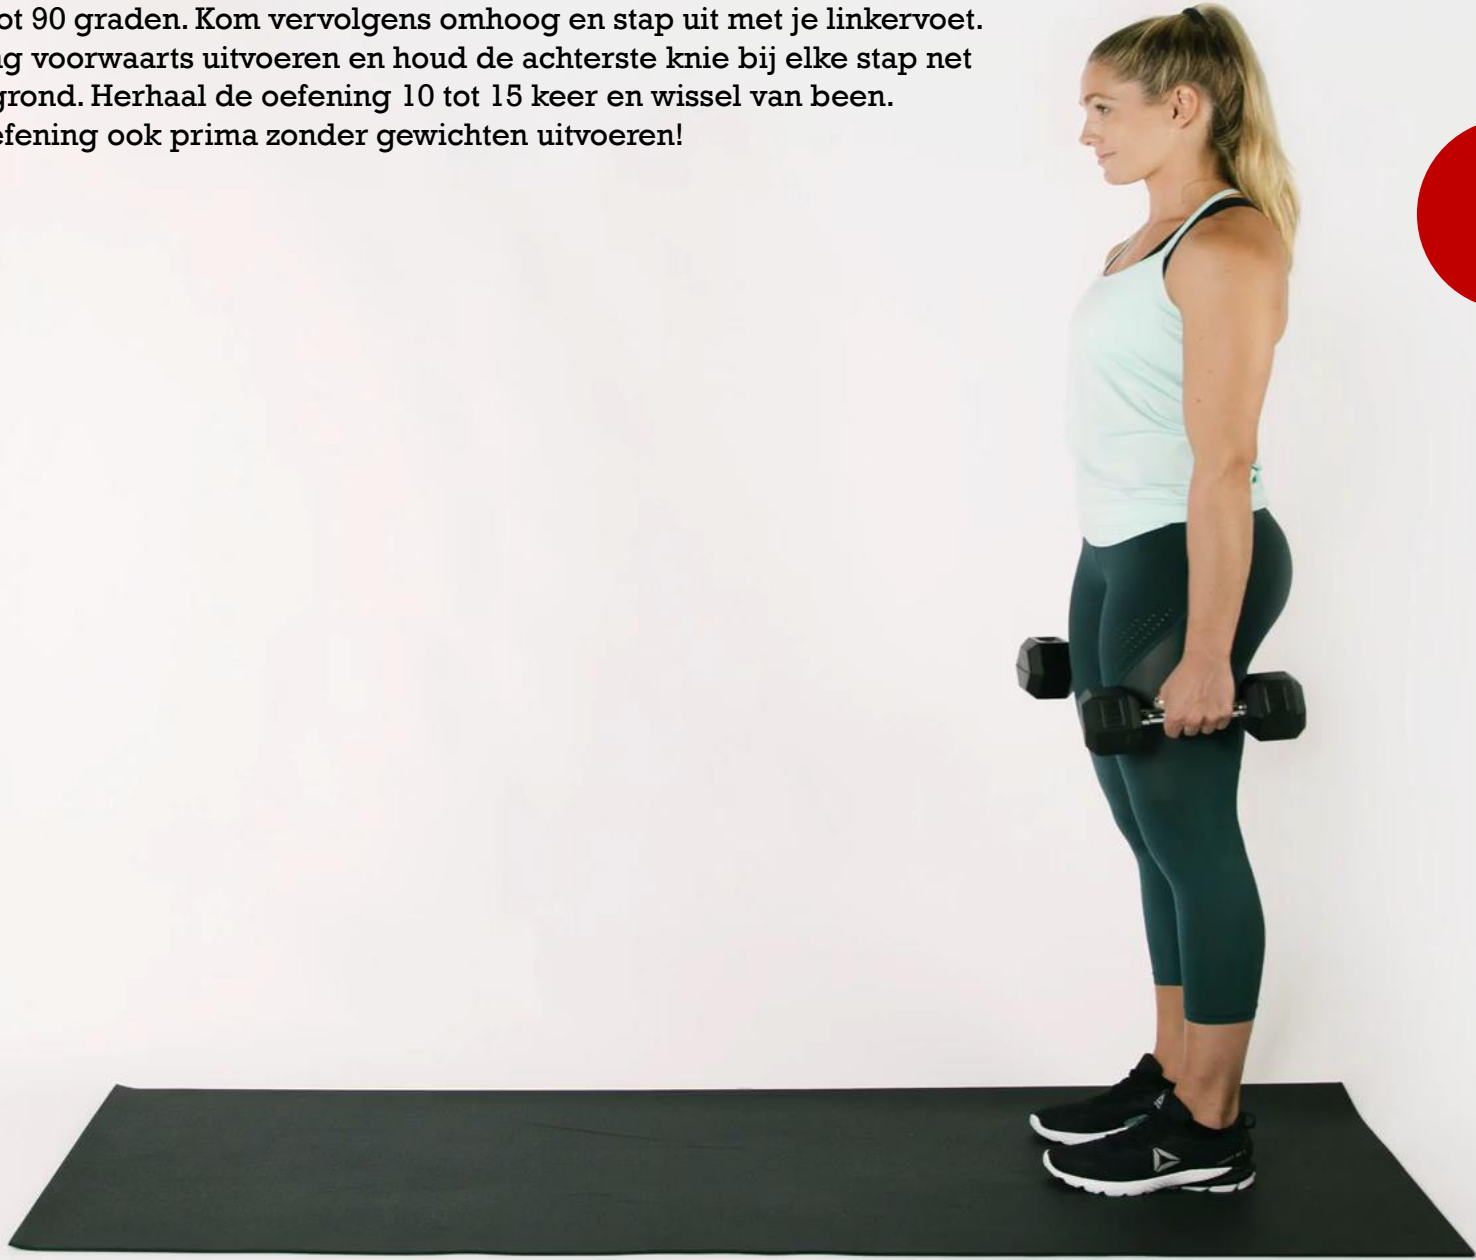 ot 90 graden. Kom vervolgens omhoog en stap uit met je linkervoet.
g voorwaarts uitvoeren en houd de achterste knie bij elke stap net
grond. Herhaal de oefening 10 tot 15 keer en wissel van been.
efening ook prima zonder gewichten uitvoeren!